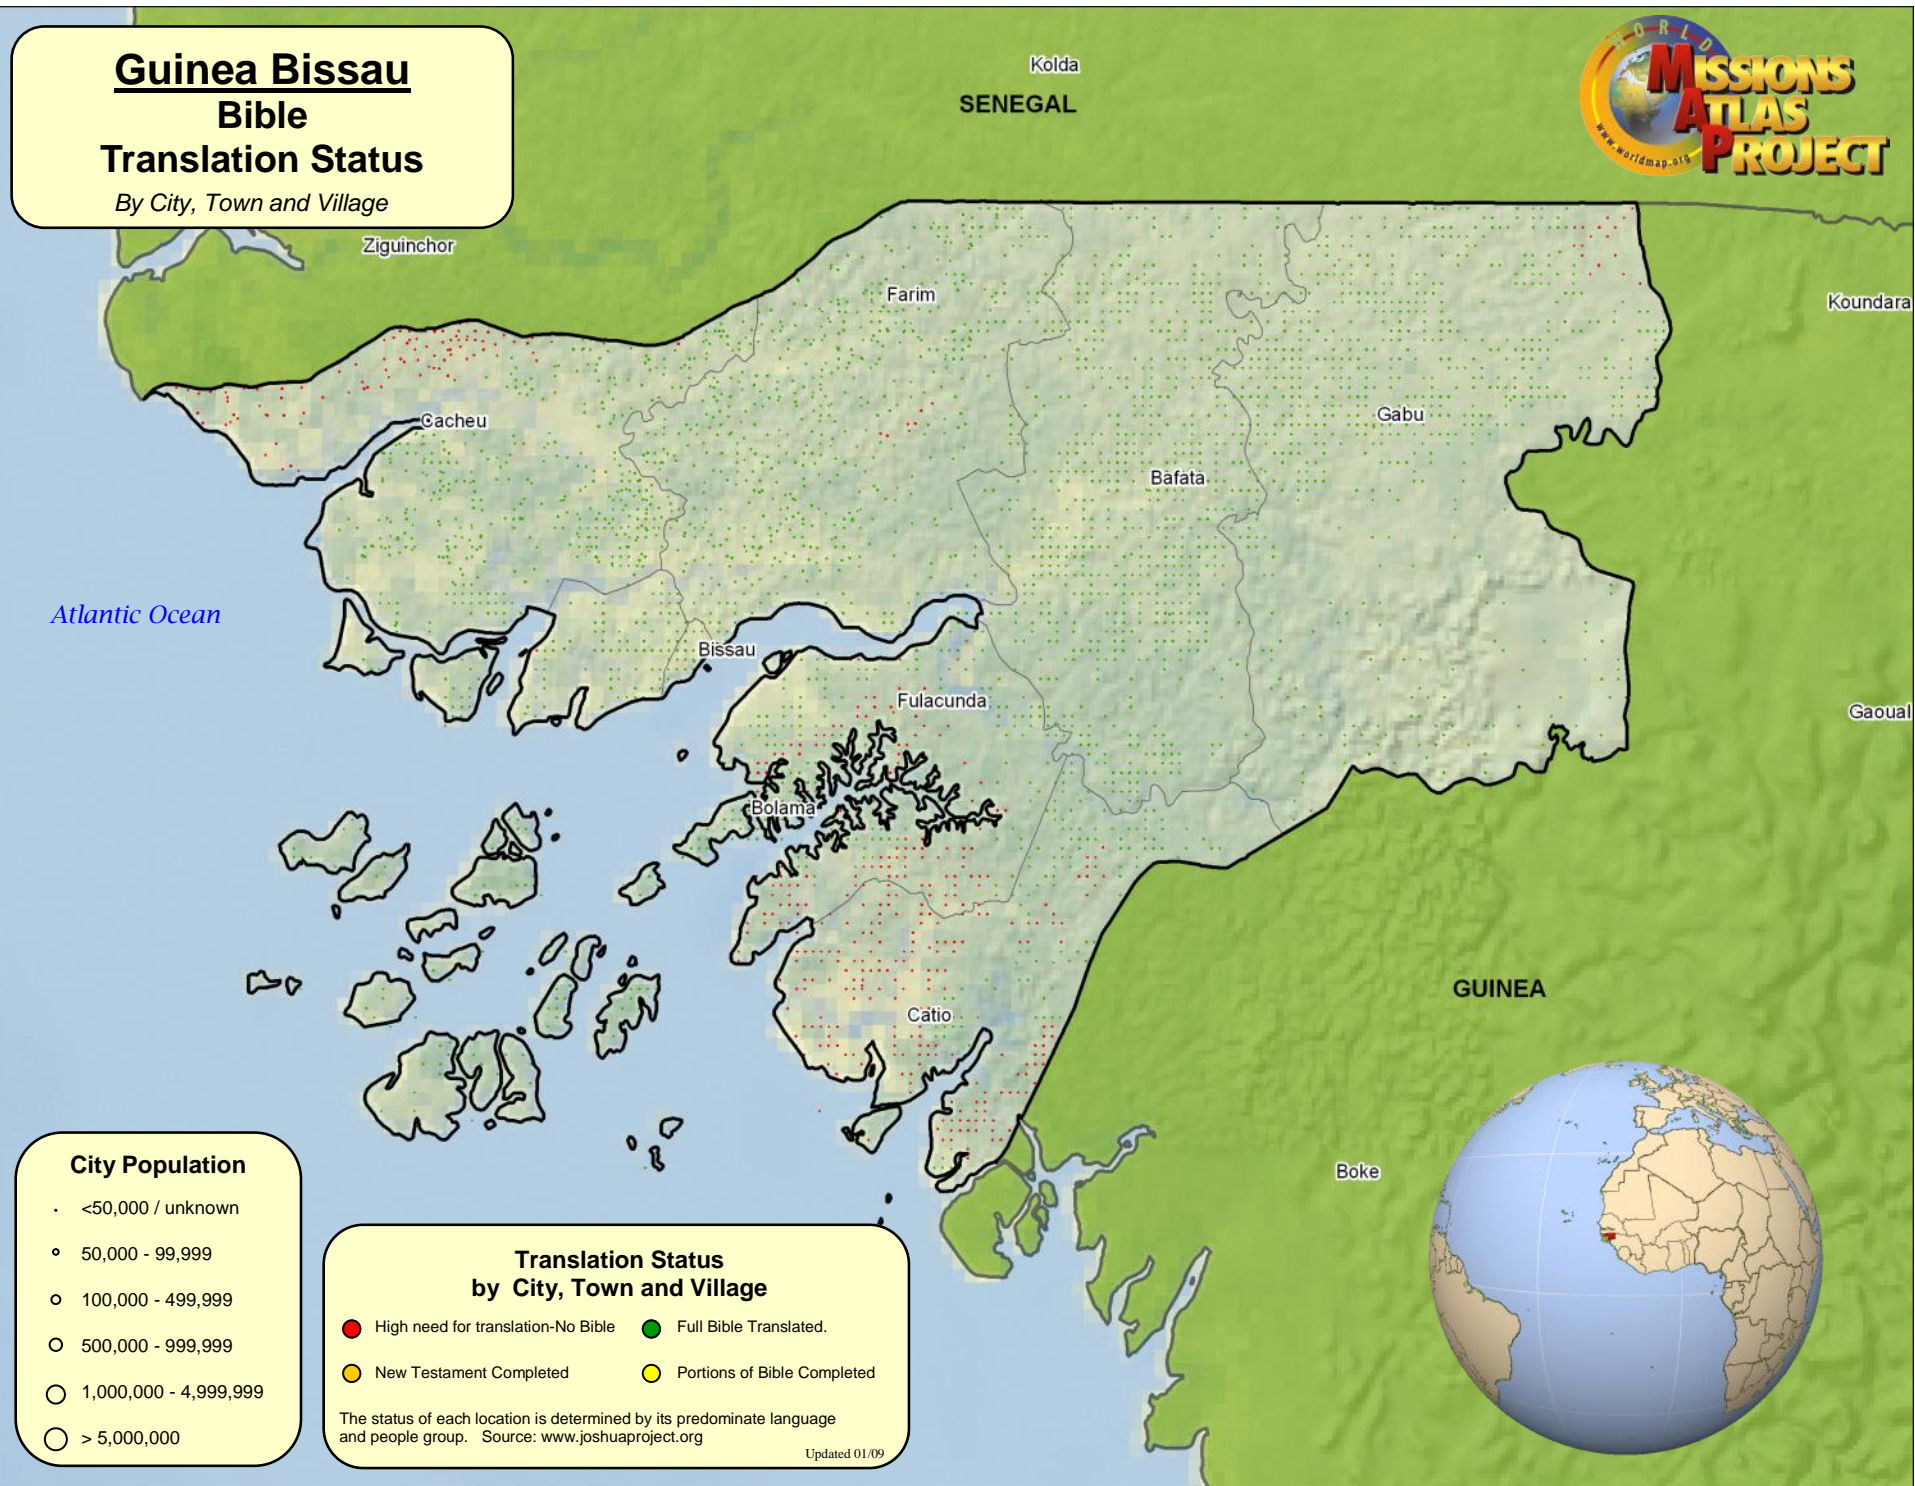 Guinea Bissau
Bible
Translation Status
By City, Town and Village
WORLD
MISSIONS
ATLAS
PROJECT
www.worldmap.org
Kolda
SENEGAL
Ziguinchor
Farim
Koundara
Cacheu
Gabu
Bafata
Atlantic Ocean
Bissau
Fulacunda
Gaoual
Bolama
GUINEA
Catio
Boke
City Population
<50,000 / unknown
50,000 - 99,999
100,000 - 499,999
500,000 - 999,999
1,000,000 - 4,999,999
> 5,000,000
Translation Status
by City, Town and Village
High need for translation-No Bible
Full Bible Translated.
New Testament Completed
Portions of Bible Completed
The status of each location is determined by its predominate language
and people group. Source: www.joshuaproject.org
Updated 01/09